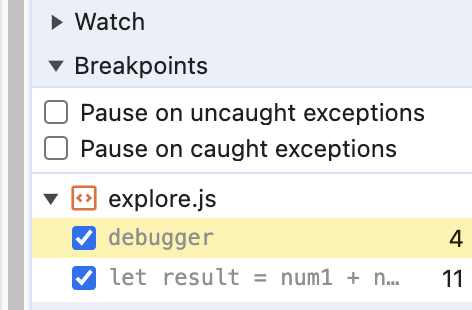 Watch
Breakpoints
Pause on uncaught exceptions
Pause on caught exceptions
explore.js
debugger 4
let result = num1 + n… 11